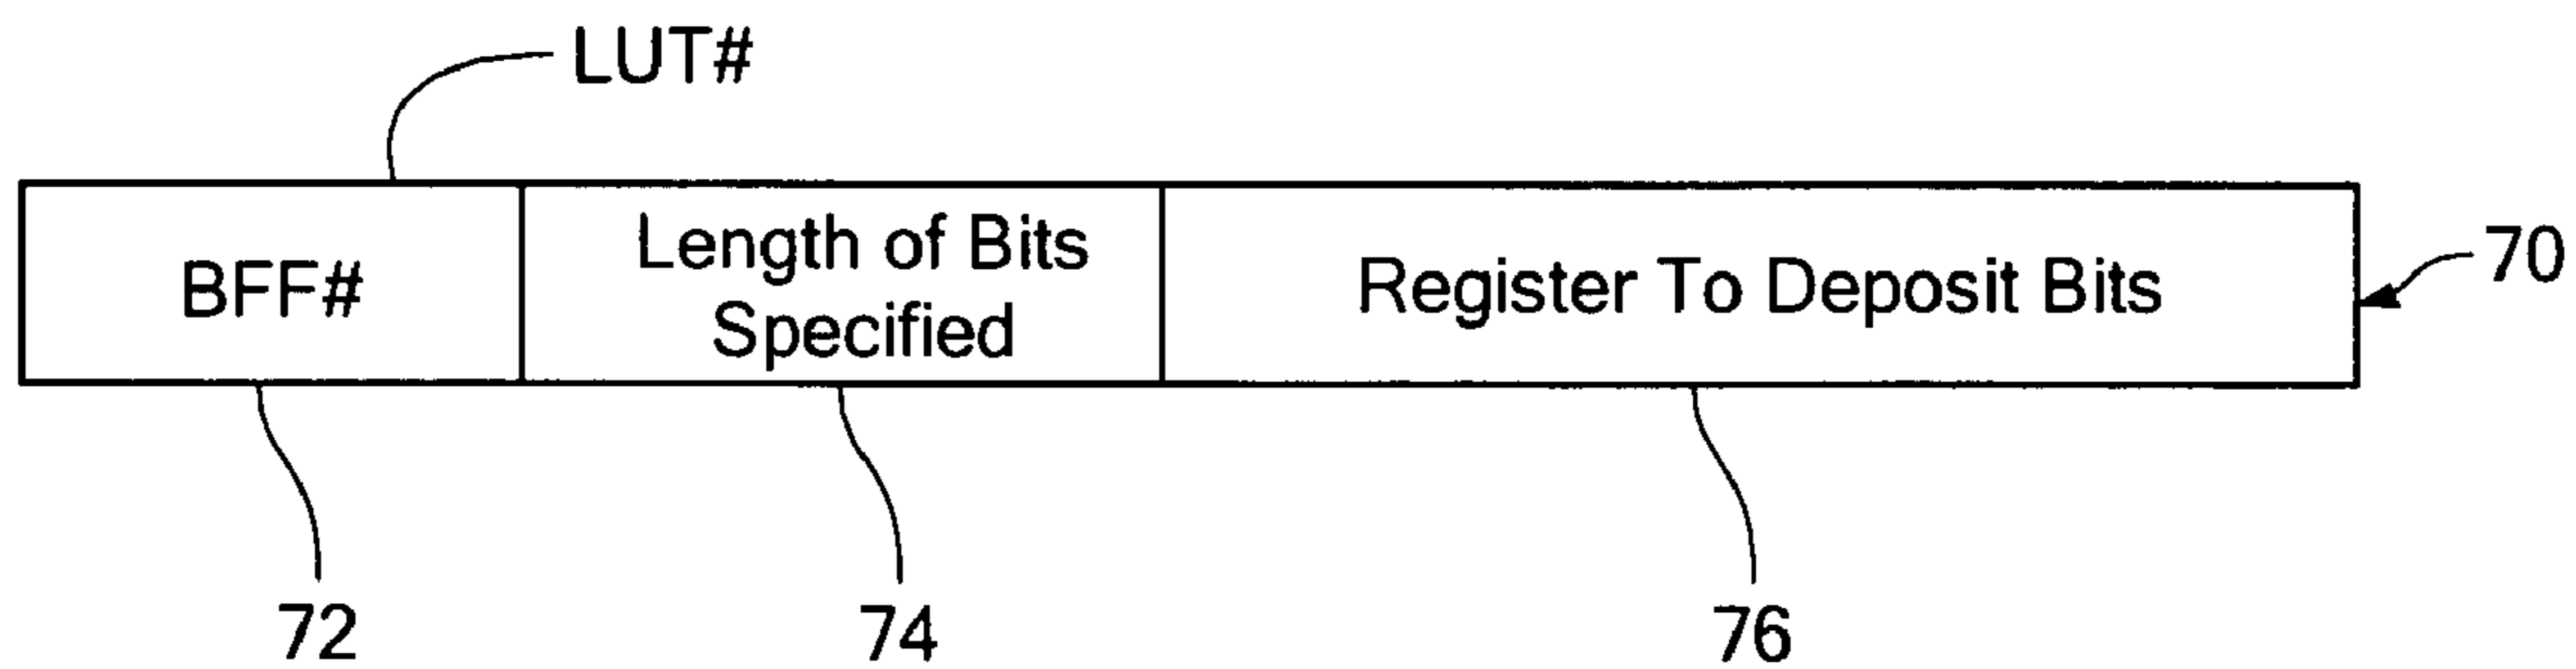 LUT#
BFF#
Length of Bits
Specified
Register To Deposit Bits
70
72
74
76